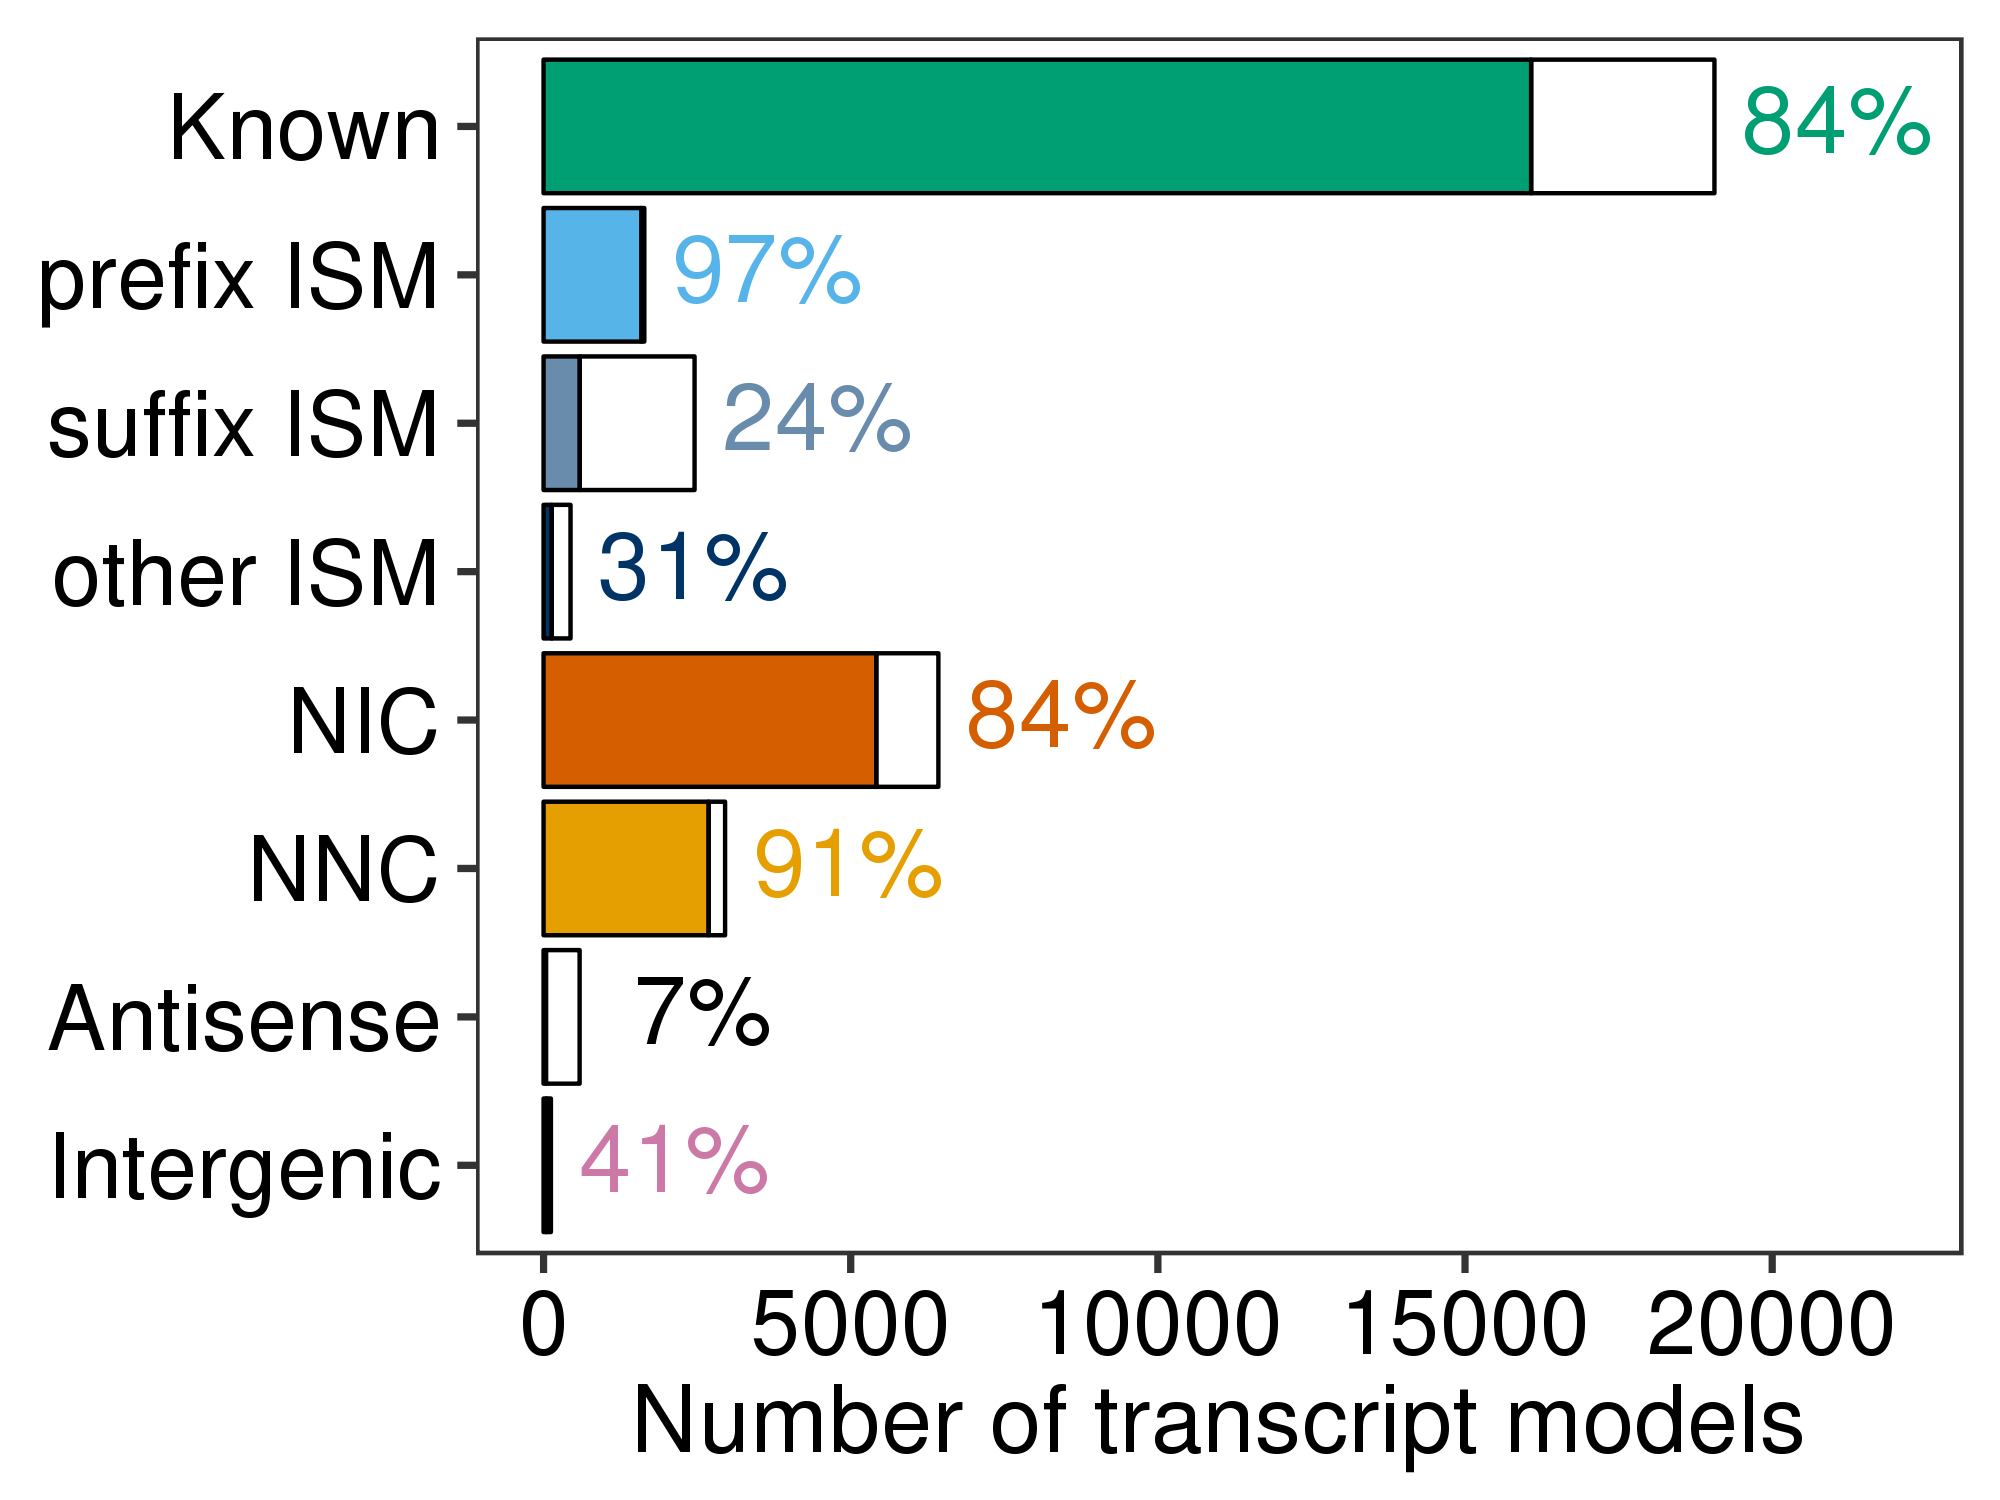 Known 84%
prefix ISM 97%
suffix ISM 24%
other ISM 31%
NIC 84%
NNC 91%
Antisense 7%
Intergenic 41%
0 5000 10000 15000 20000
Number of transcript models